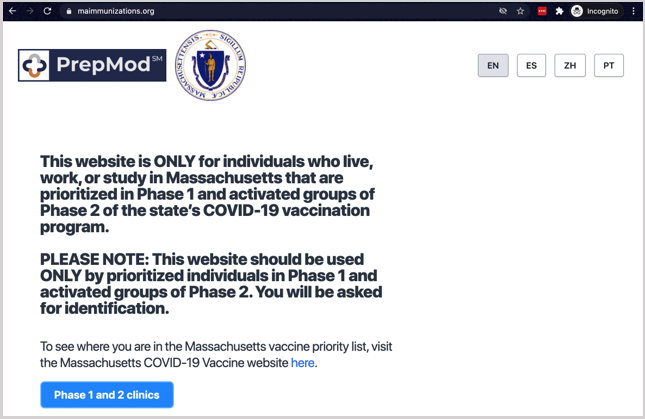 maimmunizations.org
Incognito
PrepMod SM
EN ES ZH PT
This website is ONLY for individuals who live,
work, or study in Massachusetts that are
prioritized in Phase 1 and activated groups of
Phase 2 of the state's COVID-19 vaccination
program.
PLEASE NOTE: This website should be used
ONLY by prioritized individuals in Phase 1 and
activated groups of Phase 2. You will be asked
for identification.
To see where you are in the Massachusetts vaccine priority list, visit
the Massachusetts COVID-19 Vaccine website here.
Phase 1 and 2 clinics